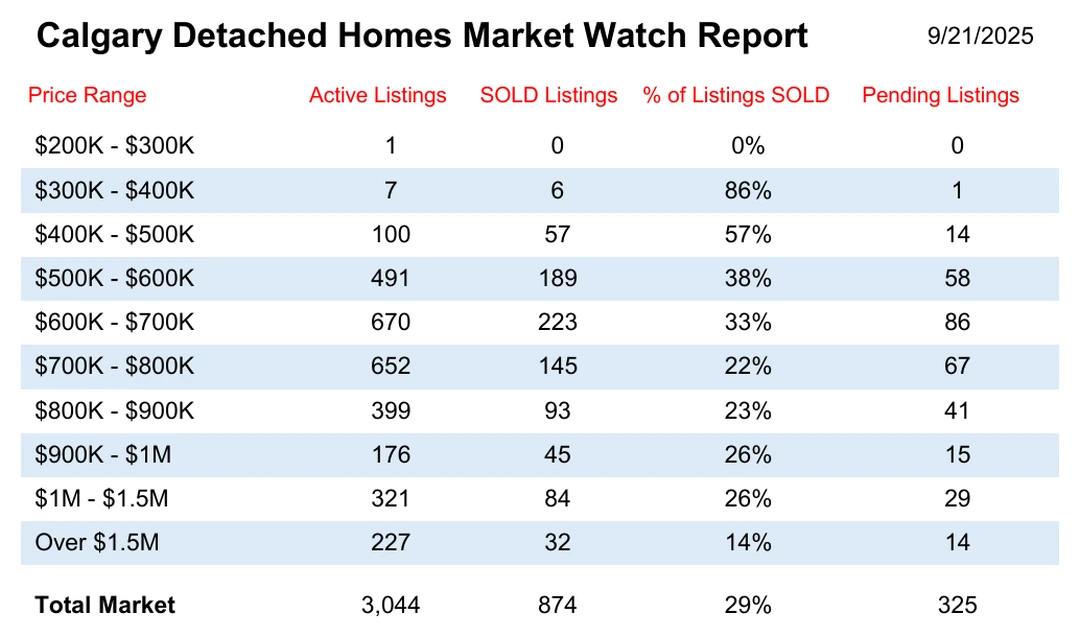 Calgary Detached Homes Market Watch Report 9/21/2025
Price Range Active Listings SOLD Listings % of Listings SOLD Pending Listings
$200K - $300K 1 0 0% 0
$300K - $400K 7 6 86% 1
$400K - $500K 100 57 57% 14
$500K - $600K 491 189 38% 58
$600K - $700K 670 223 33% 86
$700K - $800K 652 145 22% 67
$800K - $900K 399 93 23% 41
$900K - $1M 176 45 26% 15
$1M - $1.5M 321 84 26% 29
Over $1.5M 227 32 14% 14
Total Market 3,044 874 29% 325